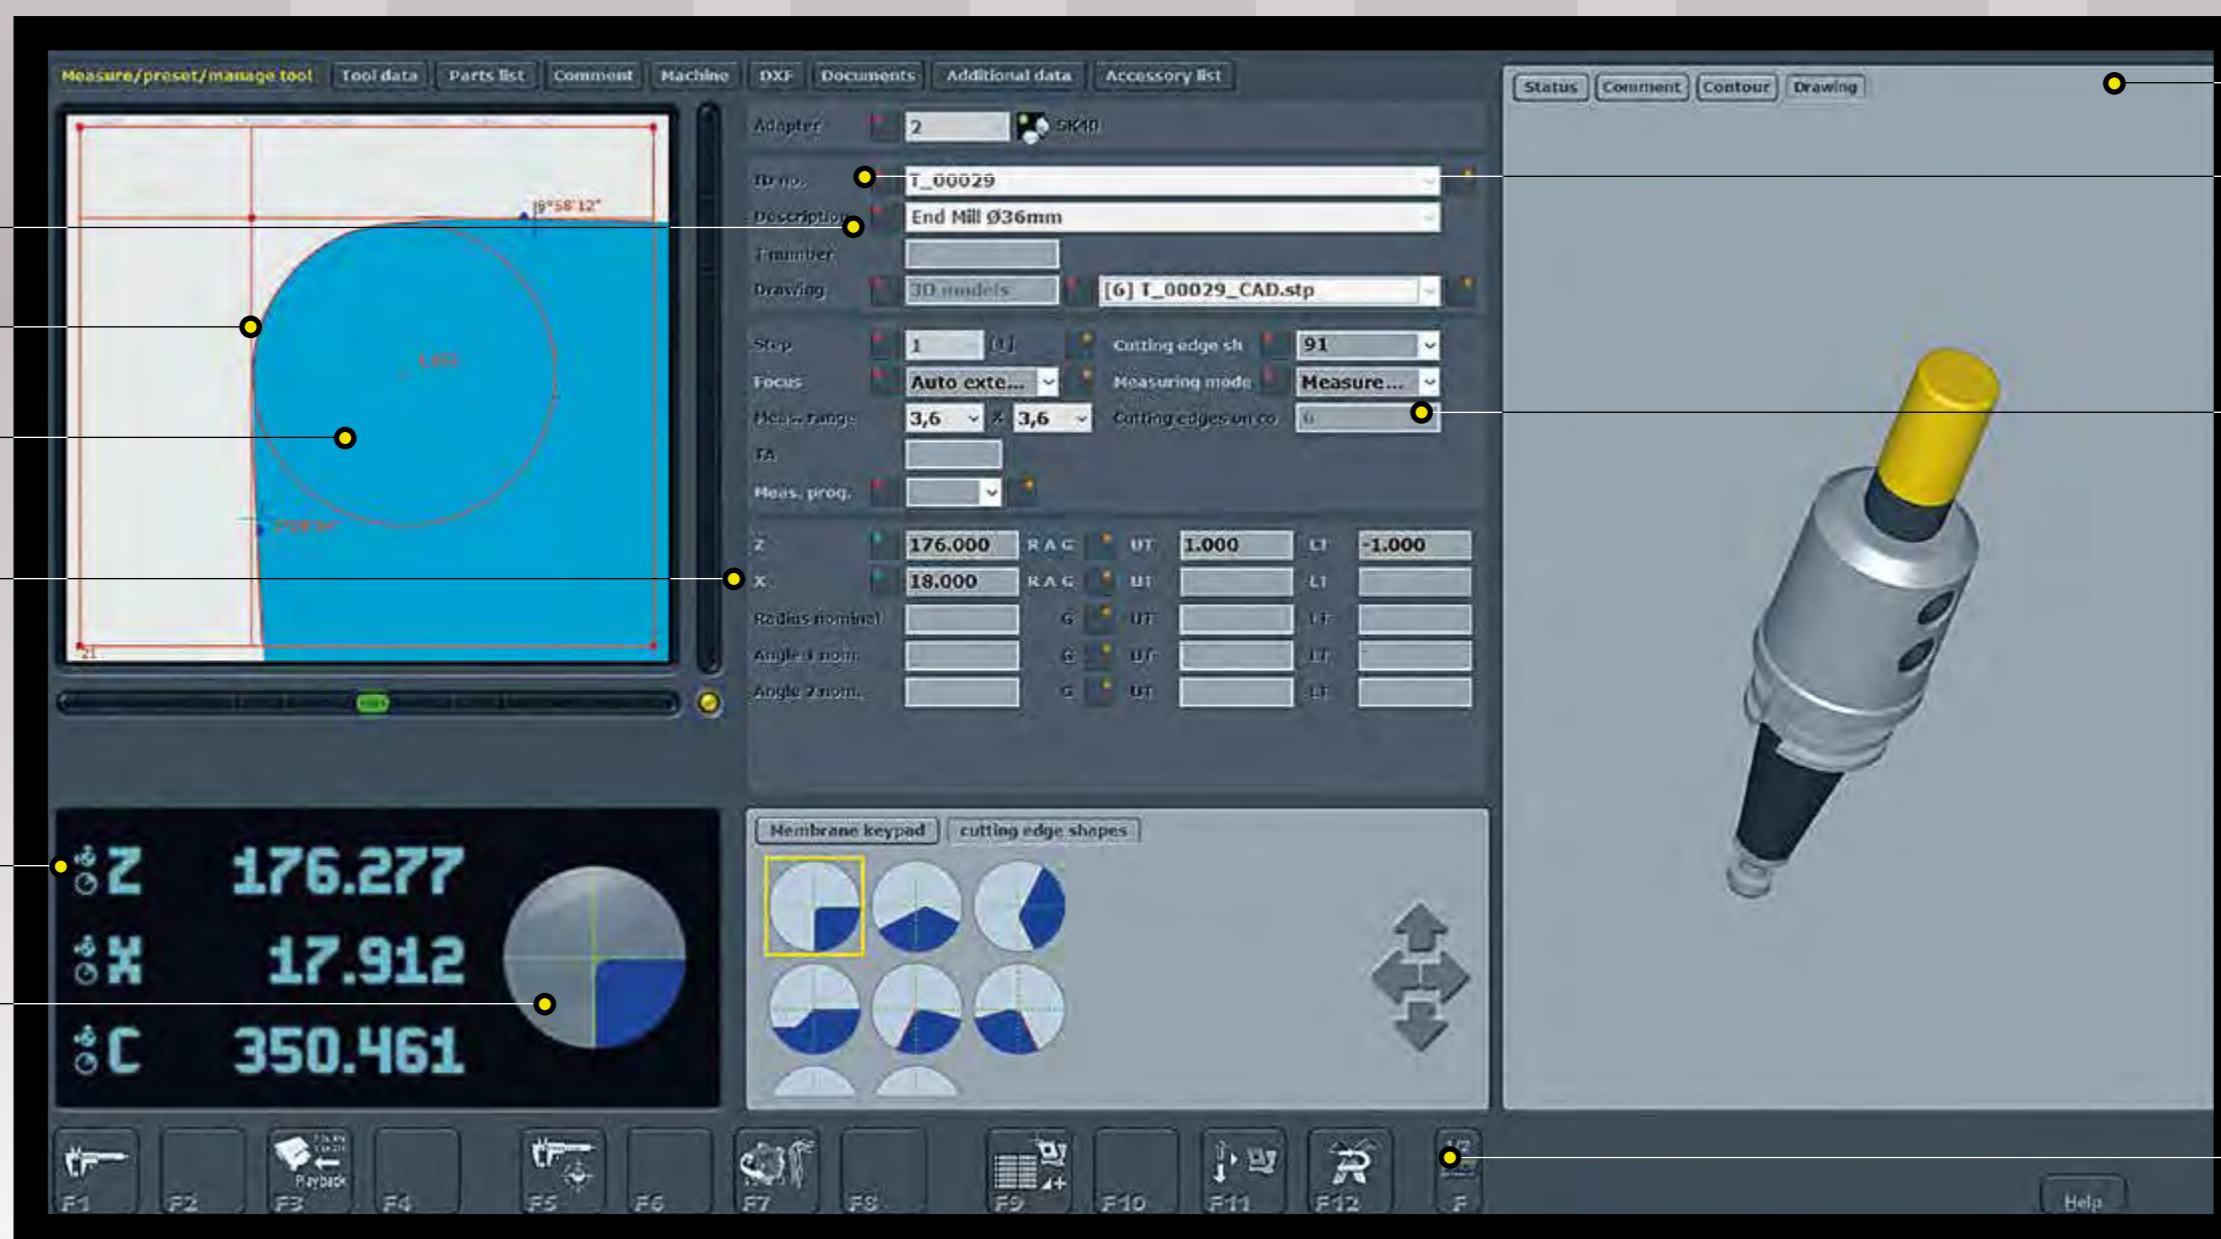 Measure/preset/manage tool Tool data Parts list Comment Machine DXF Documents Additional data Accessory list
Status Comment Contour Drawing
Adapter 2 SK40
ID no. T_00029
Description End Mill Ø36mm
T number
Drawing 3D models [6] T_00029_CAD.stp
Step 1 [1] Cutting edge sh 91
Focus Auto exte... Measuring mode Measure...
Meas. range 3,6 X 3,6 Cutting edges on co 6
TA
Meas. prog.
Z 176.000 R A G UT 1.000 LT -1.000
X 18.000 R A G UT LT
Radius nominal G UT LT
Angle 1 nom. G UT LT
Angle 2 nom. G UT LT
21
Z 176.277
X 17.912
C 350.461
Membrane keypad cutting edge shapes
Playback
F1 F2 F3 F4 F5 F6 F7 F8 F9 F10 F11 F12 F
Help